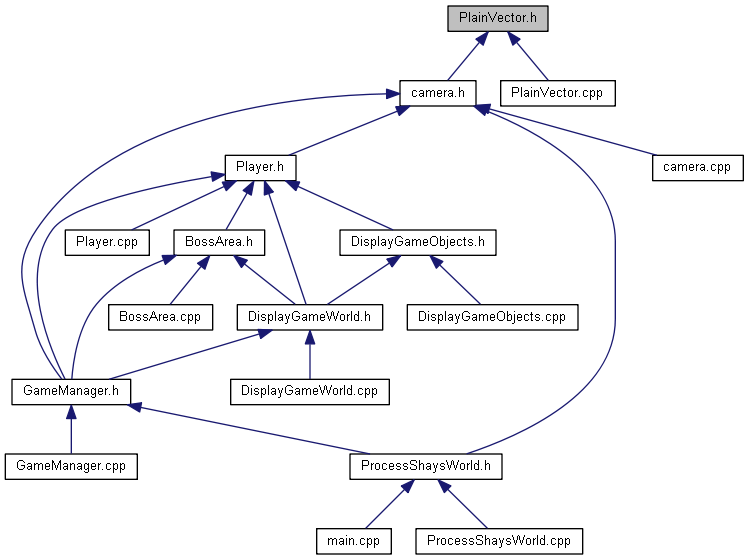 PlainVector.h
camera.h
PlainVector.cpp
Player.h
camera.cpp
Player.cpp
BossArea.h
DisplayGameObjects.h
BossArea.cpp
DisplayGameWorld.h
DisplayGameObjects.cpp
GameManager.h
DisplayGameWorld.cpp
GameManager.cpp
ProcessShaysWorld.h
main.cpp
ProcessShaysWorld.cpp